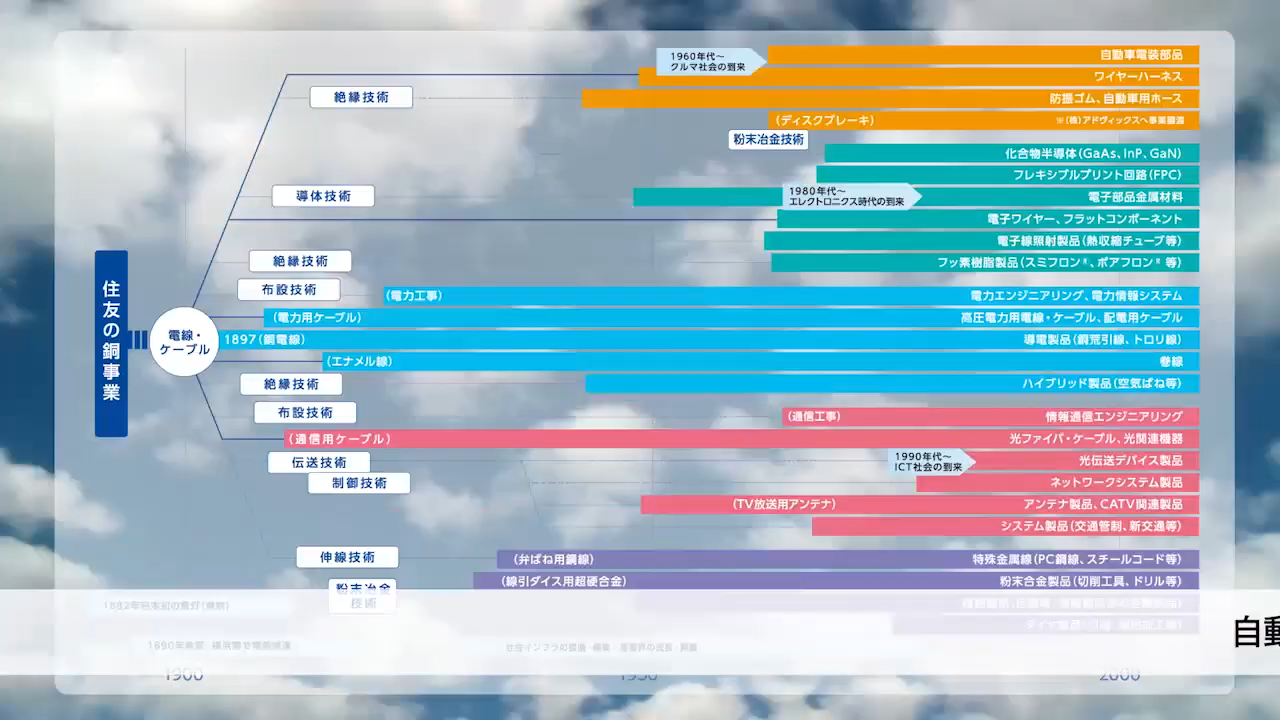 1960年代～
クルマ社会の到来
自動車電装部品
ワイヤーハーネス
絶縁技術
防振ゴム、自動車用ホース
(ディスクブレーキ)
※(株)アドヴィックスへ事業譲渡
粉末冶金技術
化合物半導体(GaAs、InP、GaN)
フレキシブルプリント回路(FPC)
導体技術
1980年代～
エレクトロニクス時代の到来
電子部品金属材料
電子ワイヤー、フラットコンポーネント
電子線照射製品(熱収縮チューブ等)
絶縁技術
フッ素樹脂製品(スミフロン®、ポアフロン® 等)
布設技術
(電力工事)
電力エンジニアリング、電力情報システム
(電力用ケーブル)
高圧電力用電線・ケーブル、配電用ケーブル
住友の銅事業
電線・
ケーブル
1897(銅電線)
導電製品(銅荒引線、トロリ線)
(エナメル線)
巻線
絶縁技術
ハイブリッド製品(空気ばね等)
布設技術
(通信工事)
情報通信エンジニアリング
(通信用ケーブル)
光ファイバ・ケーブル、光関連機器
伝送技術
1990年代～
ICT社会の到来
光伝送デバイス製品
制御技術
ネットワークシステム製品
(TV放送用アンテナ)
アンテナ製品、CATV関連製品
システム製品(交通管制、新交通等)
伸線技術
(弁ばね用鋼線)
特殊金属線(PC鋼線、スチールコード等)
粉末冶金
技術
(線引ダイス用超硬合金)
粉末合金製品(切削工具、ドリル等)
自動
1900
1950
2000